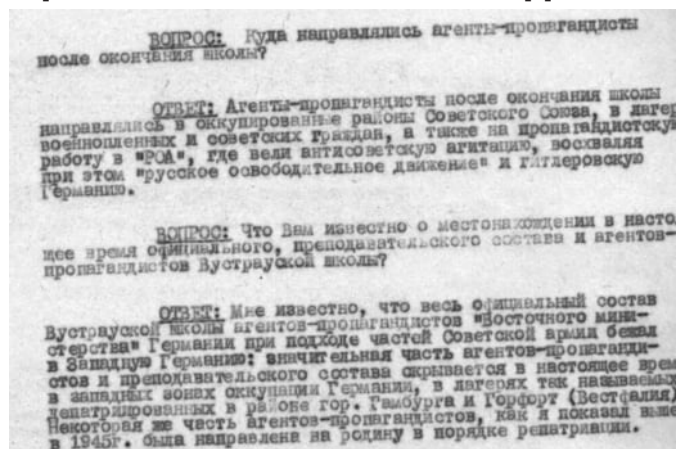 ВОПРОС: Куда направлялись агенты-пропагандисты
после окончания школы?
ОТВЕТ: Агенты-пропагандисты после окончания школы
направлялись в оккупированные районы Советского Союза, в лагер
военнопленных и советских граждан, а также на пропагандистскую
работу в "РОА", где вели антисоветскую агитацию, восхваляя
при этом "русское освободительное движение" и гитлеровскую
Германию.
ВОПРОС: Что Вам известно о местонахождении в насто
щее время официального, преподавательского состава и агентов-
пропагандистов Вустрауской школы?
ОТВЕТ: Мне известно, что весь официальный состав
Вустрауской школы агентов-пропагандистов "Восточного мини-
стерства" Германии при подходе частей Советской армии бежал
в Западную Германию: значительная часть агентов-пропаганди-
стов и преподавательского состава скрывается в настоящее врем
в западных зонах оккупации Германии, в лагерях так называемых
депатридрованных в районе гор. Гамбурга и Горфорт (Вестфалия)
Некоторая же часть агентов-пропагандистов, как я показал выше
в 1945г. была направлена на родину в порядке репатриации.